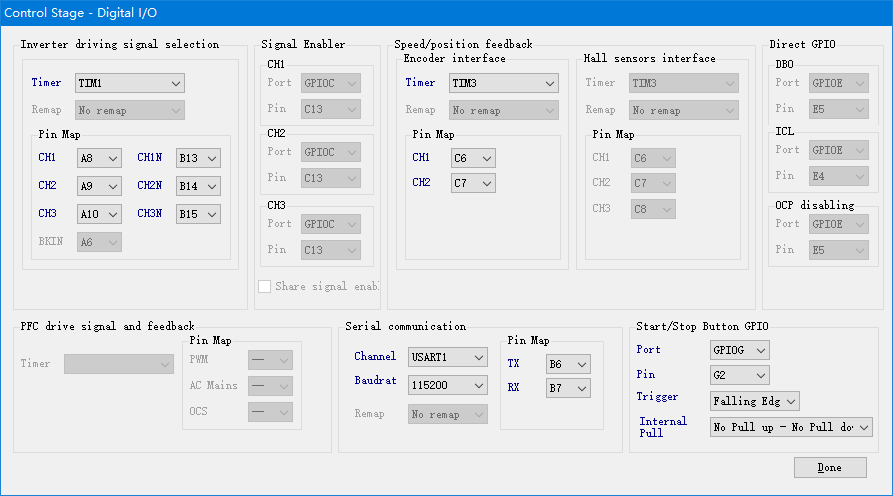 Control Stage - Digital I/O
Inverter driving signal selection
Timer TIM1
Remap No remap
Pin Map
CH1 A8 CH1N B13
CH2 A9 CH2N B14
CH3 A10 CH3N B15
BKIN A6
Signal Enabler
CH1
Port GPIOC
Pin C13
CH2
Port GPIOC
Pin C13
CH3
Port GPIOC
Pin C13
Share signal enabl
Speed/position feedback
Encoder interface
Timer TIM3
Remap No remap
Pin Map
CH1 C6
CH2 C7
Hall sensors interface
Timer TIM3
Remap No remap
Pin Map
CH1 C6
CH2 C7
CH3 C8
Direct GPIO
DBO
Port GPIOE
Pin E5
ICL
Port GPIOE
Pin E4
OCP disabling
Port GPIOE
Pin E5
PFC drive signal and feedback
Timer
Pin Map
PWM —
AC Mains —
OCS —
Serial communication
Channel USART1
Baudrat 115200
Remap No remap
Pin Map
TX B6
RX B7
Start/Stop Button GPIO
Port GPIOG
Pin G2
Trigger Falling Edg
Internal
Pull No Pull up - No Pull dov
Done